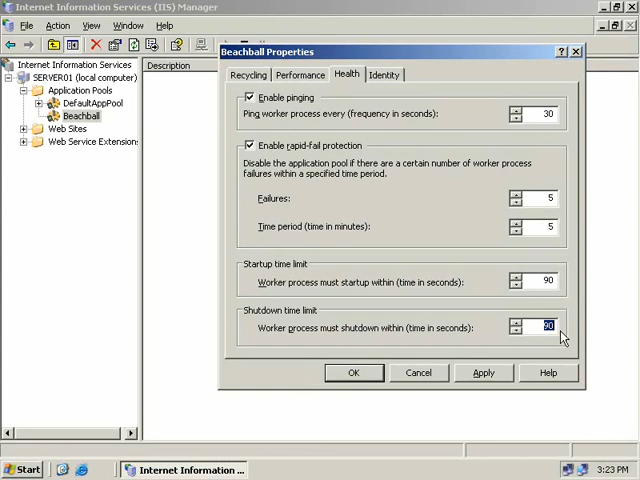 Internet Information Services (IIS) Manager
File Action View Window Help
Internet Information Services
SERVER01 (local computer)
Application Pools
DefaultAppPool
Beachball
Web Sites
Web Service Extensions
Description
Beachball Properties
Recycling Performance Health Identity
Enable pinging
Ping worker process every (frequency in seconds): 30
Enable rapid-fail protection
Disable the application pool if there are a certain number of worker process
failures within a specified time period.
Failures: 5
Time period (time in minutes): 5
Startup time limit
Worker process must startup within (time in seconds): 90
Shutdown time limit
Worker process must shutdown within (time in seconds): 90
OK Cancel Apply Help
Start Internet Information ... 3:23 PM